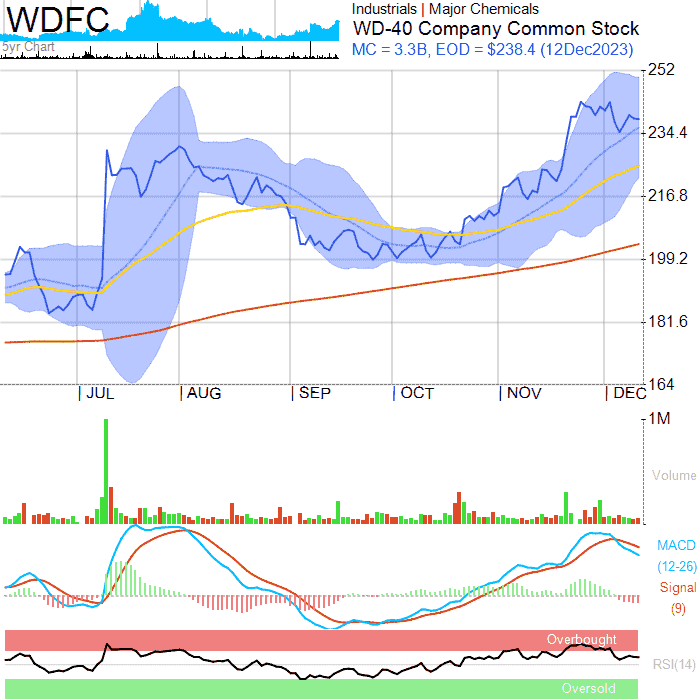 WDFC
5yr Chart
Industrials | Major Chemicals
WD-40 Company Common Stock
MC = 3.3B, EOD = $238.4 (12Dec2023)
252
234.4
216.8
199.2
181.6
164
| JUL | AUG | SEP | OCT | NOV | DEC
1M
Volume
MACD
(12-26)
Signal
(9)
Overbought
RSI(14)
Oversold